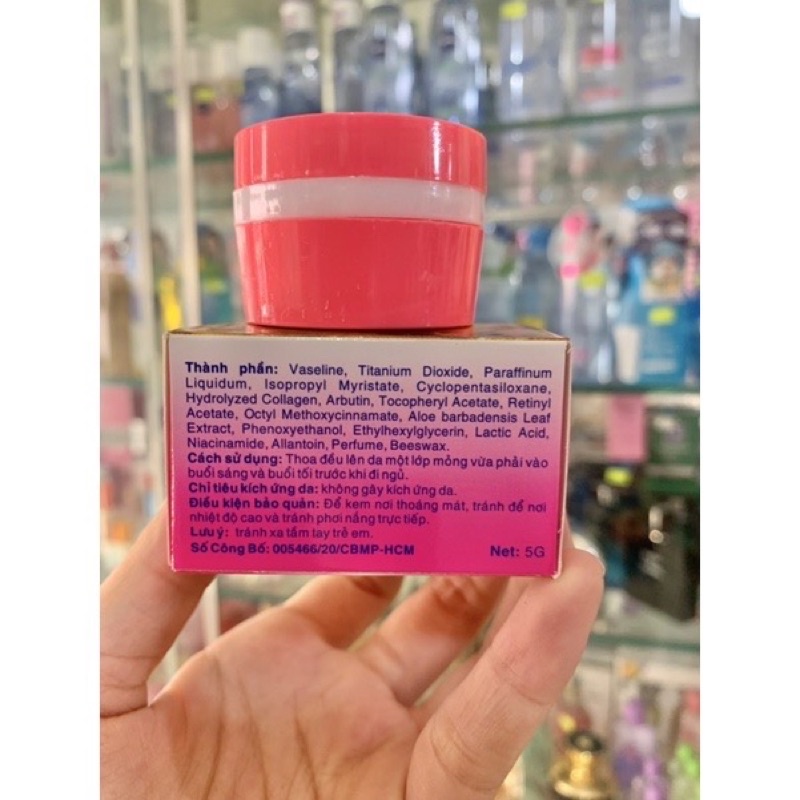 Thành phần: Vaseline, Titanium Dioxide, Paraffinum
Liquidum, Isopropyl Myristate, Cyclopentasiloxane,
Hydrolyzed Collagen, Arbutin, Tocopheryl Acetate, Retinyl
Acetate, Octyl Methoxycinnamate, Aloe barbadensis Leaf
Extract, Phenoxyethanol, Ethylhexylglycerin, Lactic Acid,
Niacinamide, Allantoin, Perfume, Beeswax.
Cách sử dụng: Thoa đều lên da một lớp mỏng vừa phải vào
buổi sáng và buổi tối trước khi đi ngủ.
Chỉ tiêu kích ứng da: không gây kích ứng da.
Điều kiện bảo quản: Để kem nơi thoáng mát, tránh để nơi
nhiệt độ cao và tránh phơi nắng trực tiếp.
Lưu ý: tránh xa tầm tay trẻ em.
Số Công Bố: 005466/20/CBMP-HCM Net: 5G